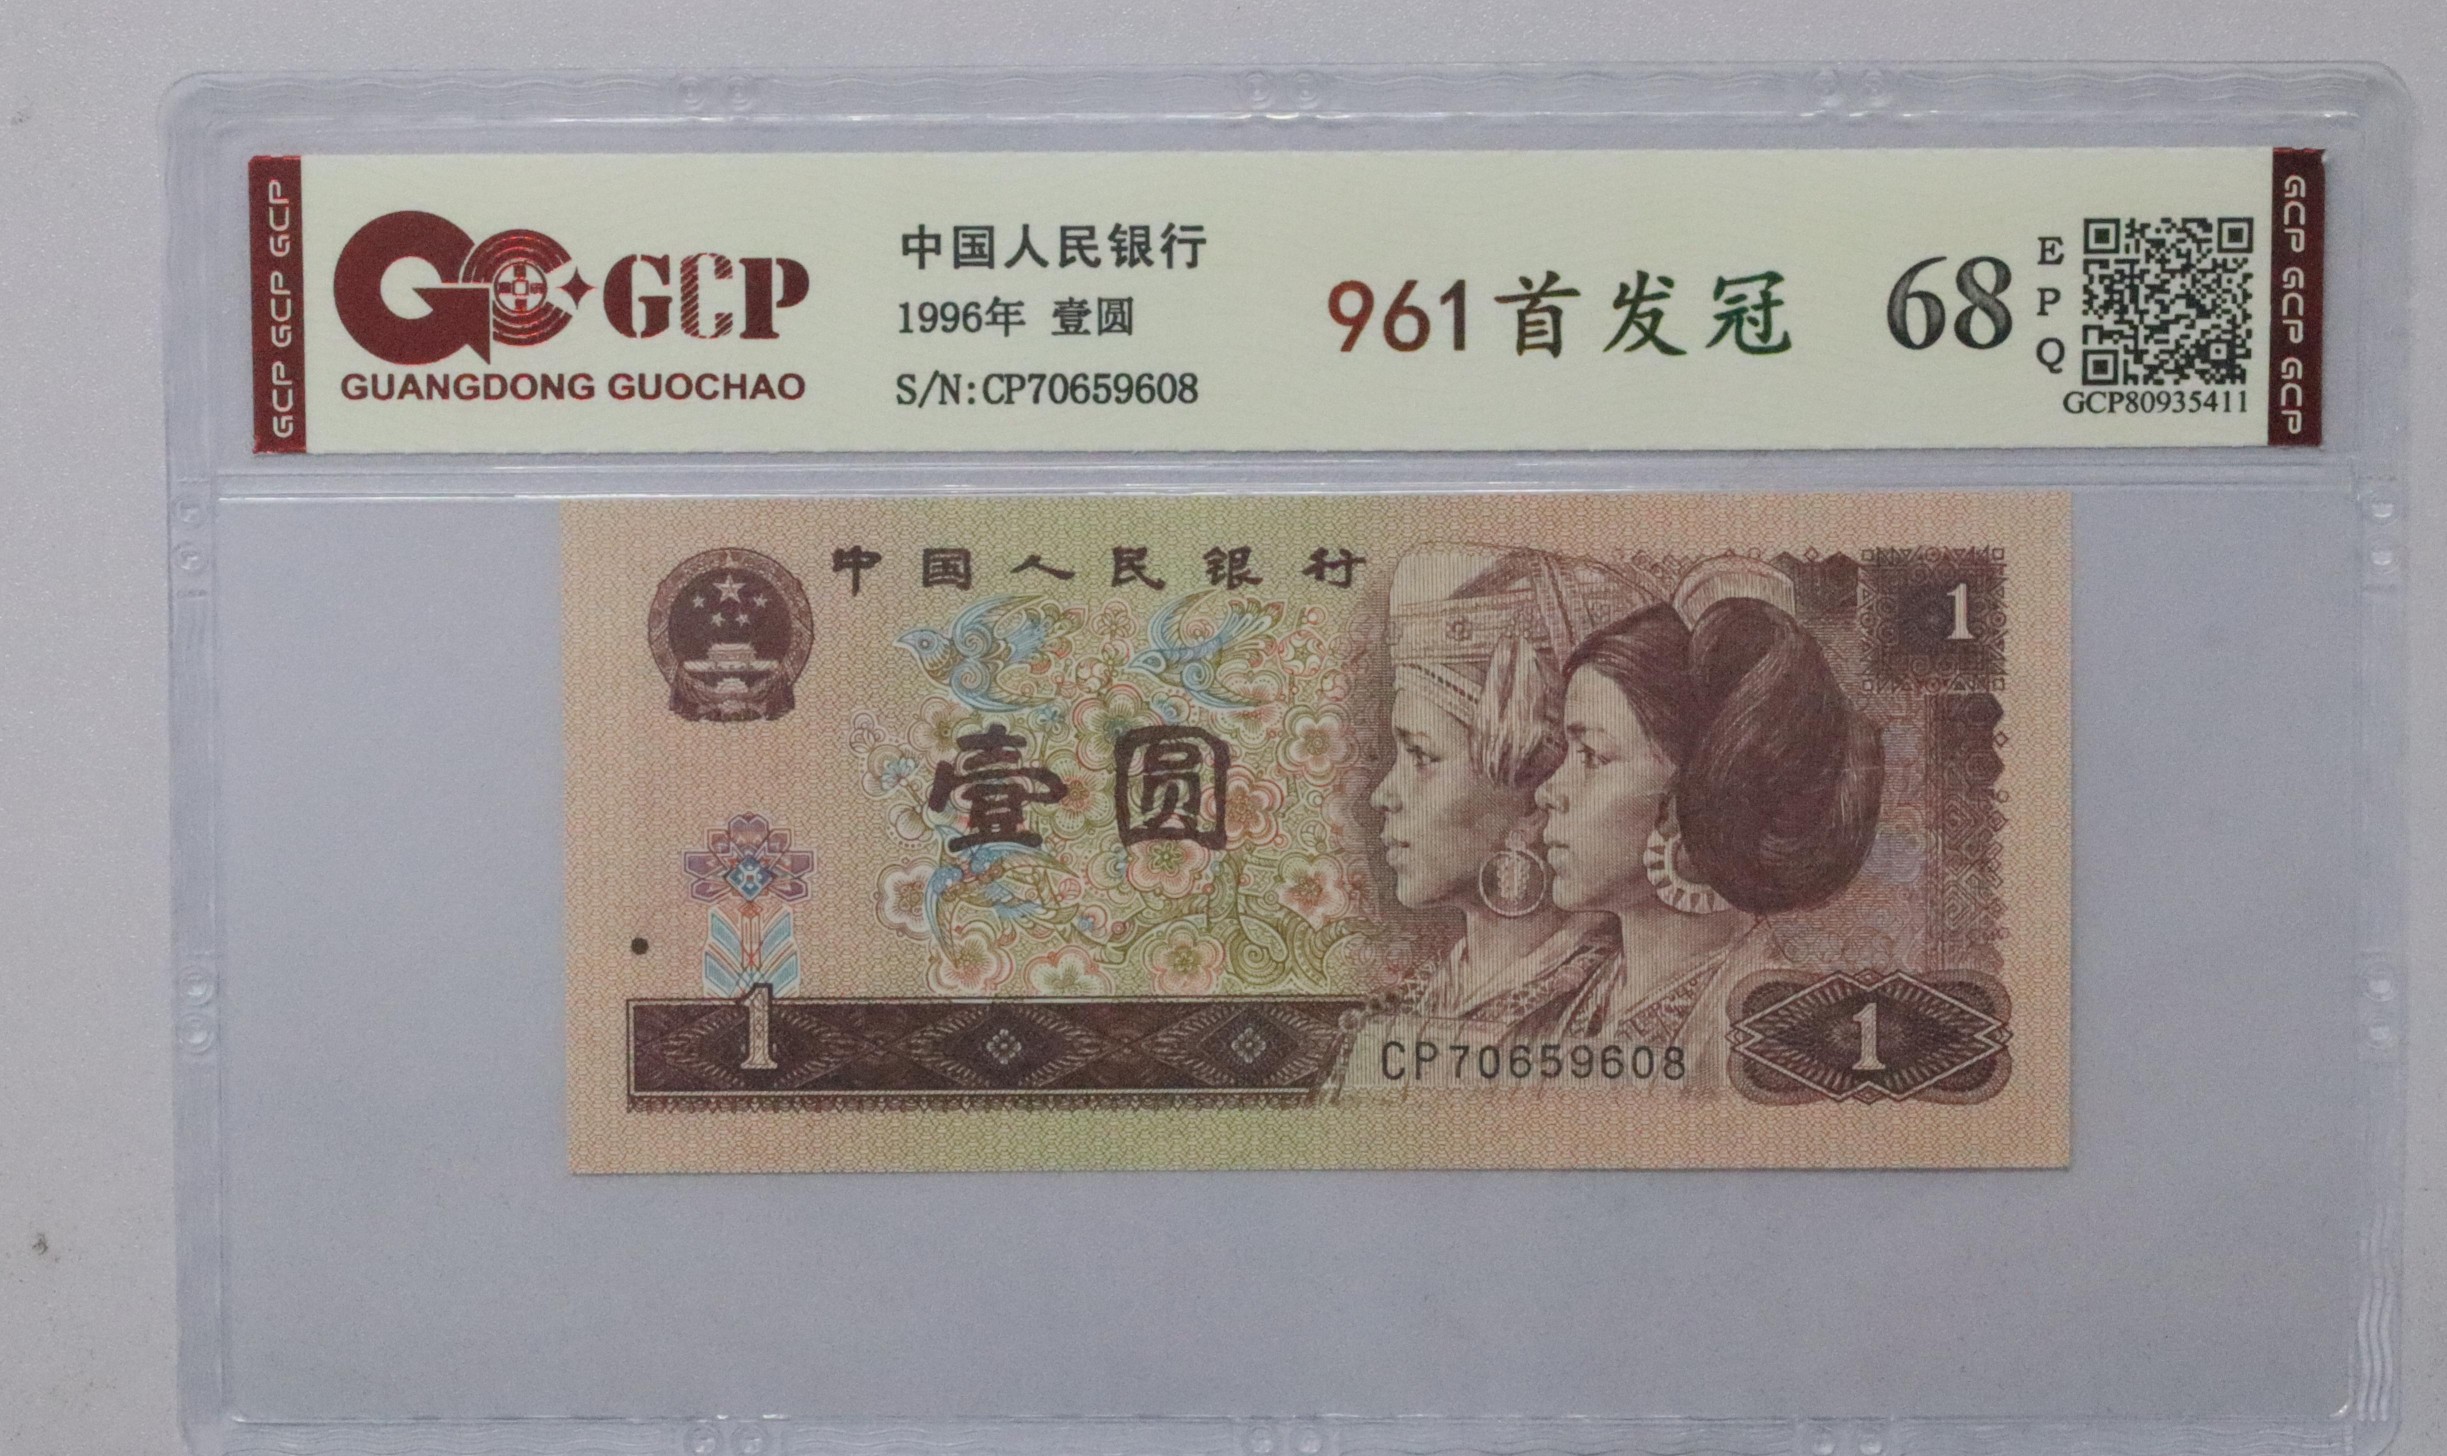 GCP GCP GCP
GCP
GUANGDONG GUOCHAO
中国人民银行
1996年 壹圆
S/N:CP70659608
961首发冠
68
E
P
Q
GCP80935411
GCP GCP GCP
中国人民银行
1
壹圆
1
CP70659608
1